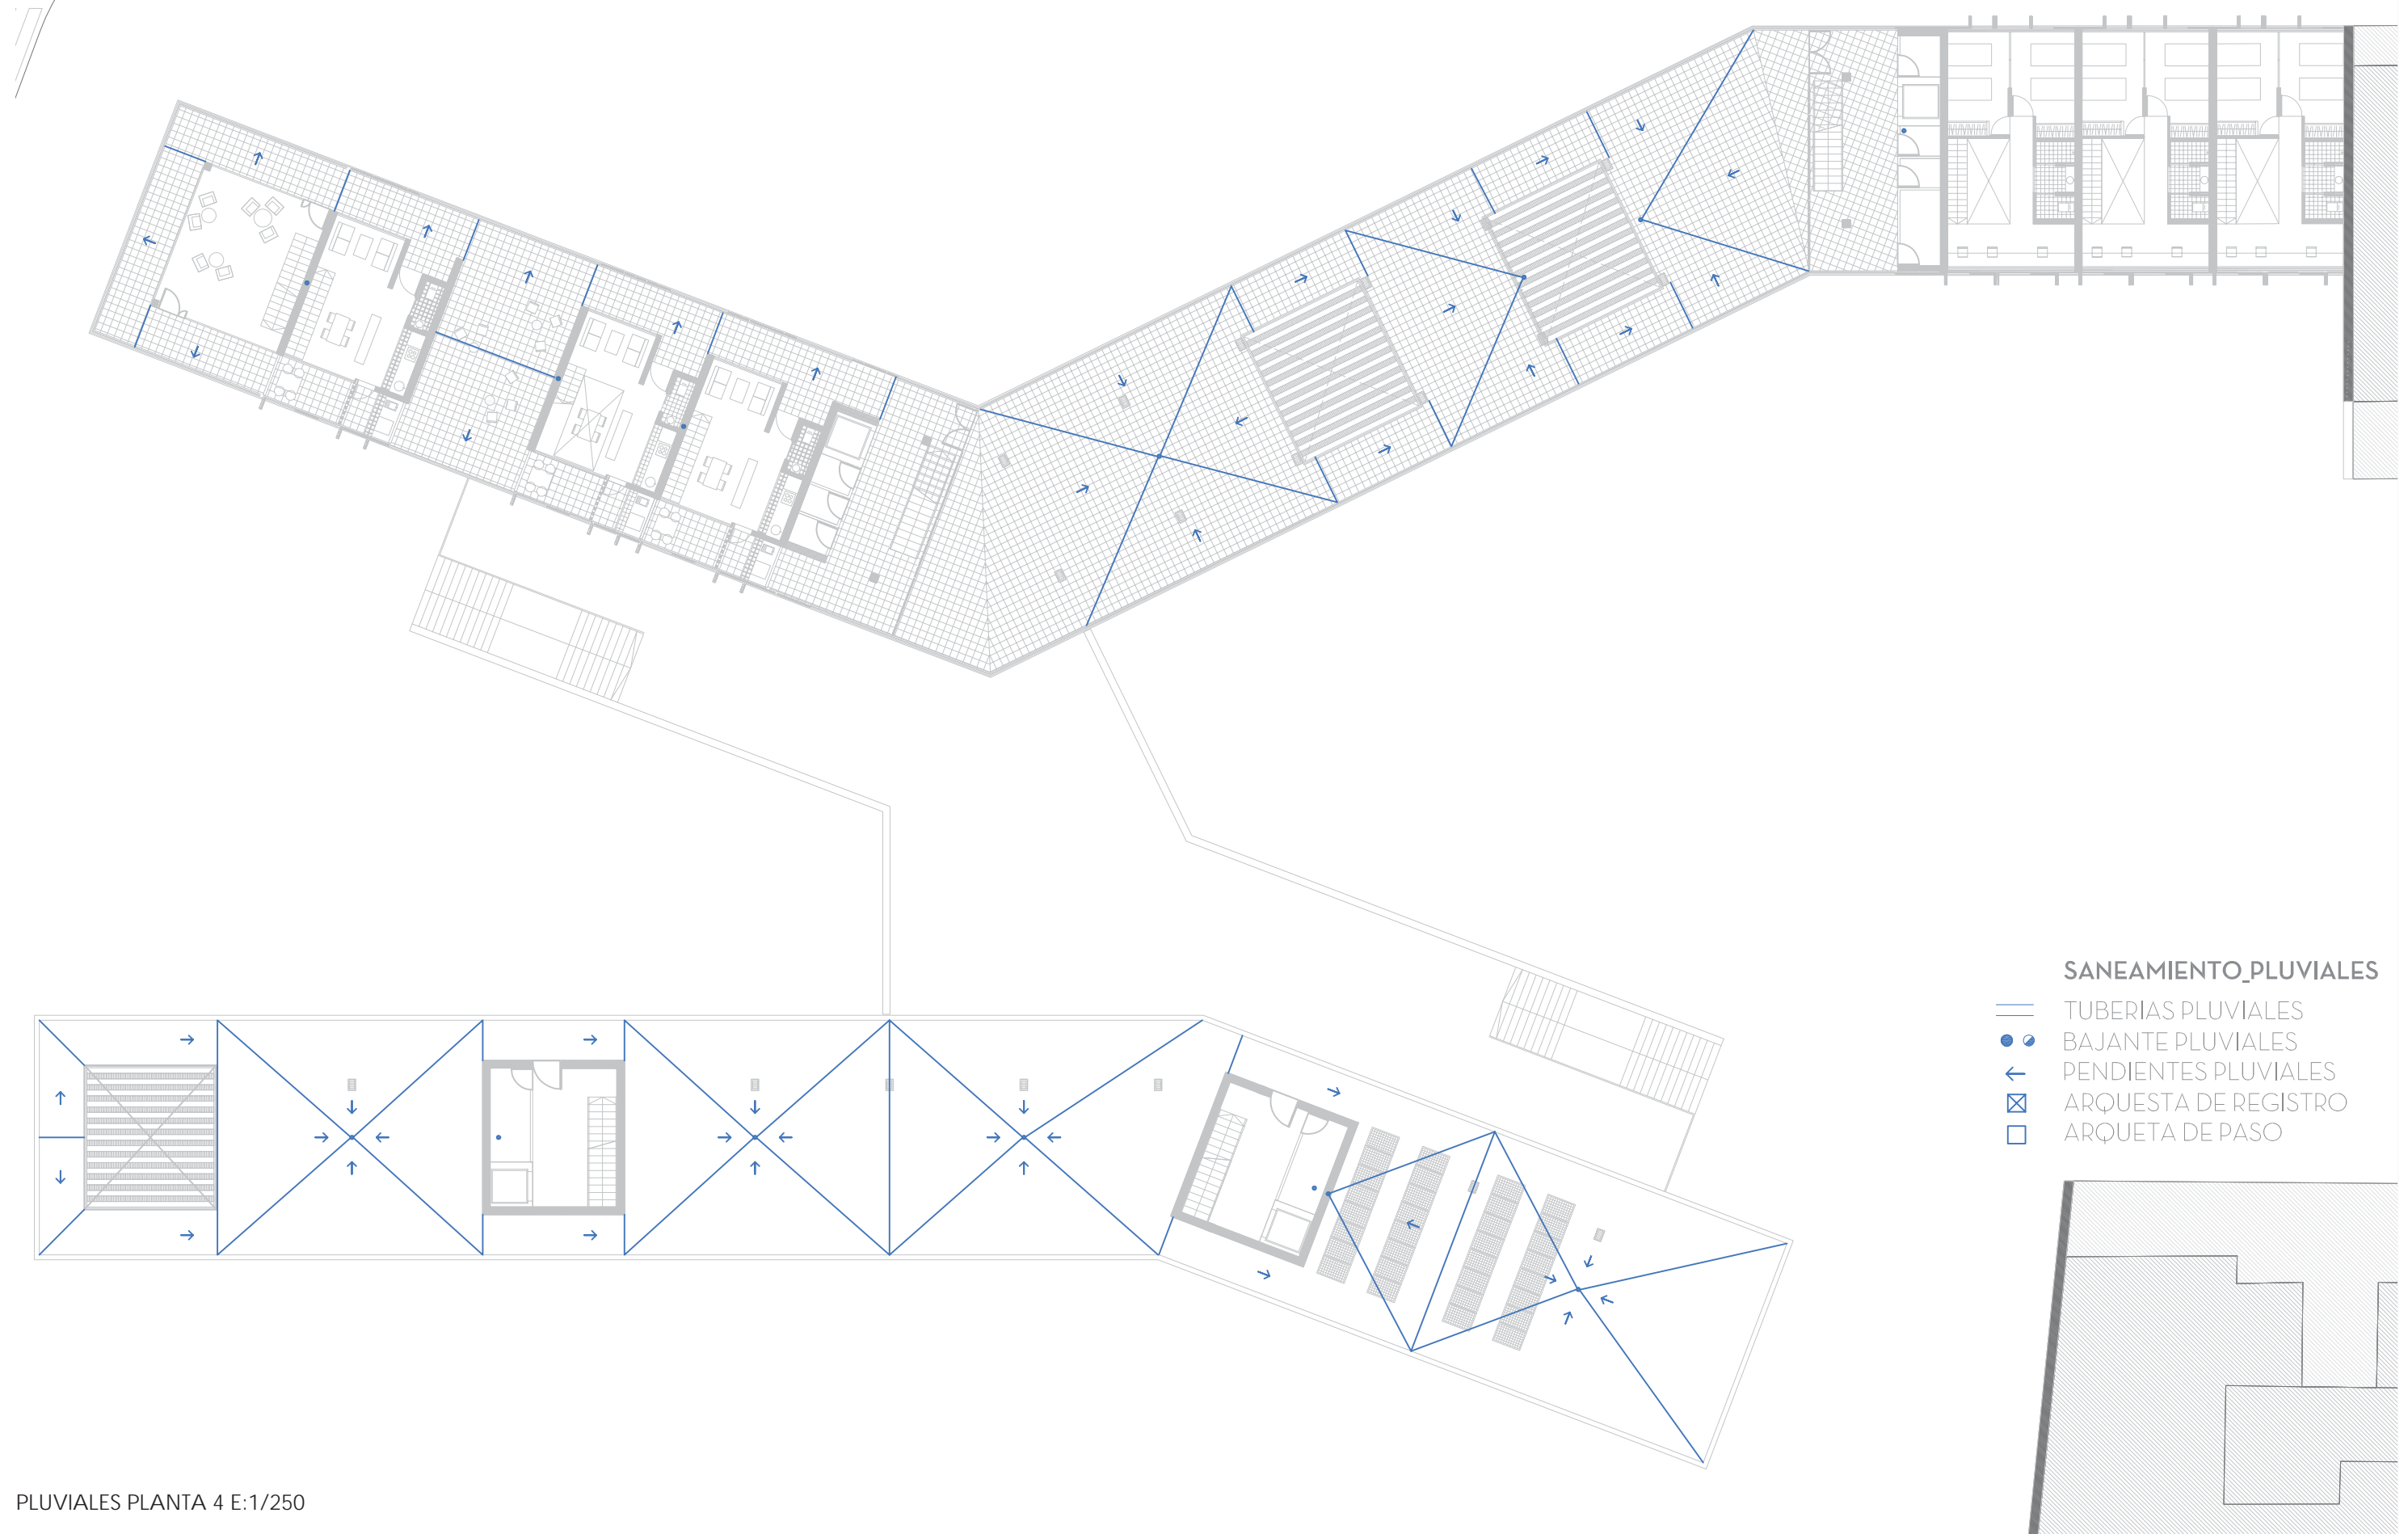 SANEAMIENTO_PLUVIALES
TUBERIAS PLUVIALES
BAJANTE PLUVIALES
PENDIENTES PLUVIALES
ARQUESTA DE REGISTRO
ARQUETA DE PASO
PLUVIALES PLANTA 4 E:1/250